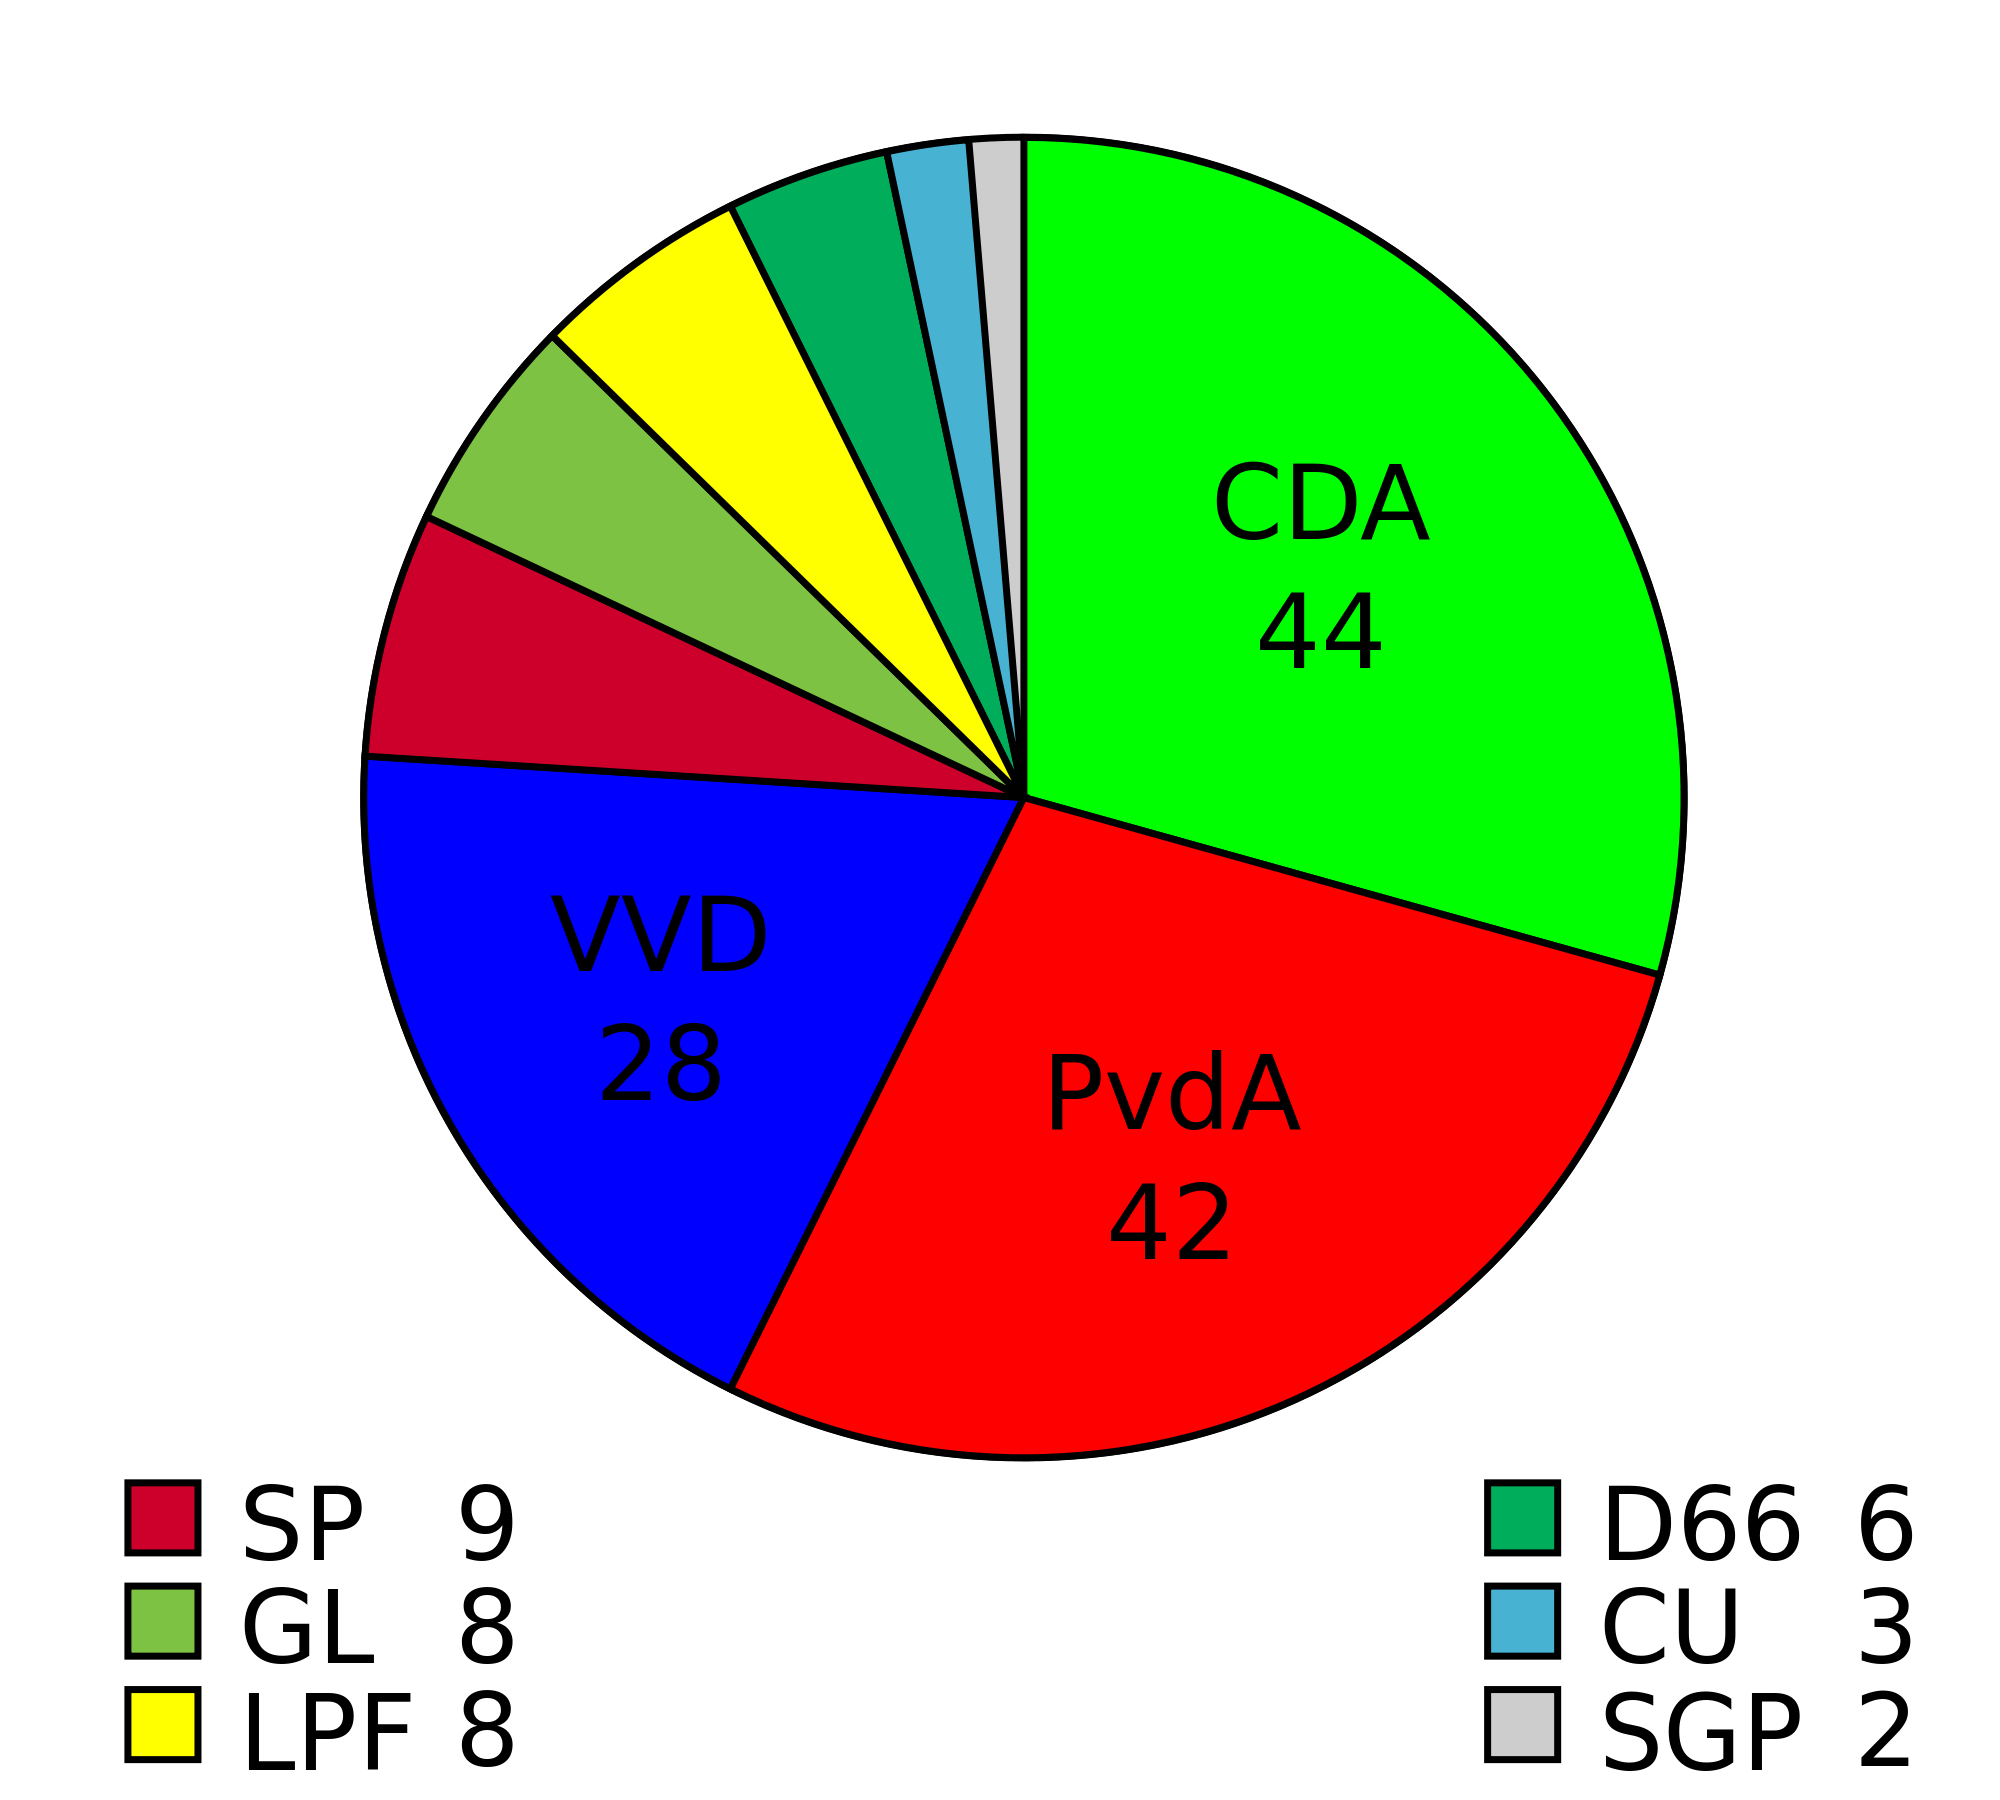 CDA
44
VVD
28
PvdA
42
SP 9
GL 8
LPF 8
D66 6
CU 3
SGP 2